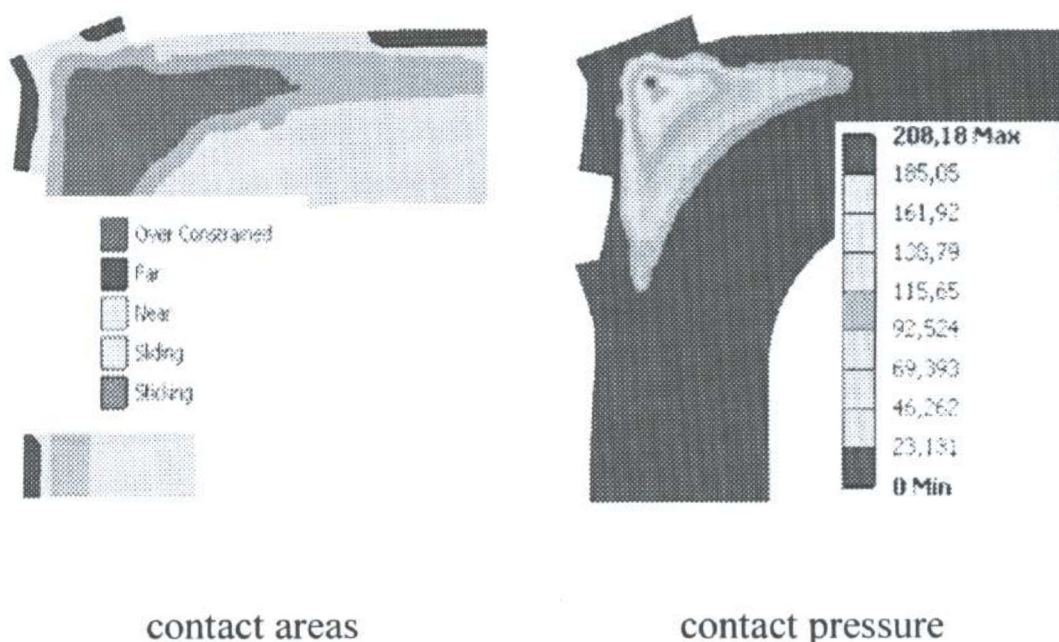 Over Constrained
Far
Near
Sliding
Sticking
208,18 Max
185,05
161,92
138,79
115,65
92,524
69,393
46,262
23,131
0 Min
contact areas
contact pressure